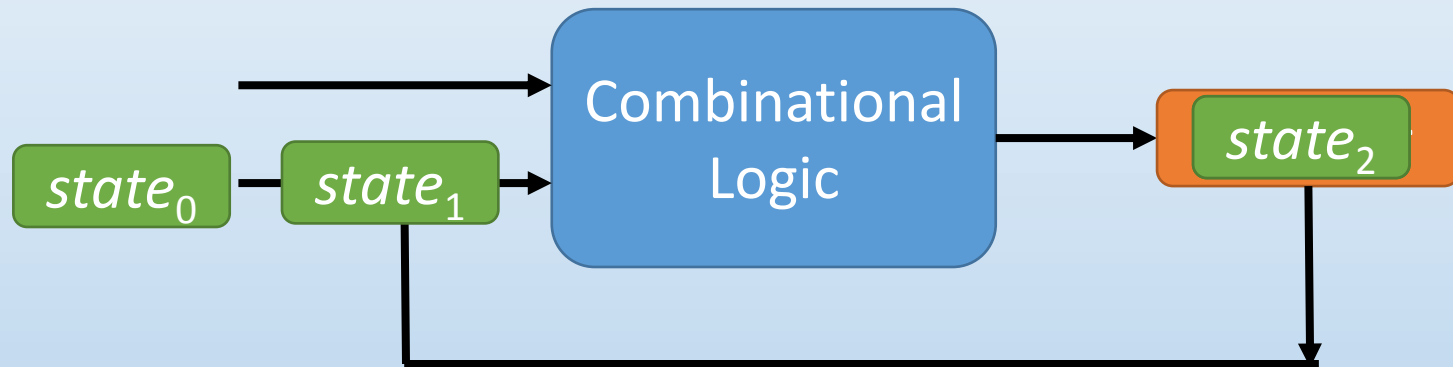 Combinational
Logic
state₀
state₁
state₂